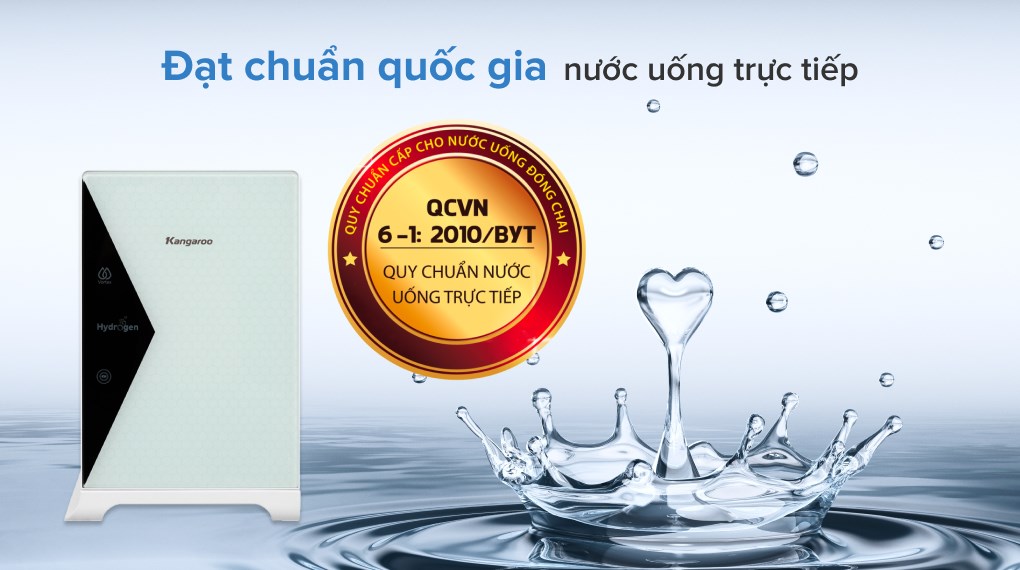 Đạt chuẩn quốc gia nước uống trực tiếp
QUY CHUẨN CẤP CHO NƯỚC UỐNG ĐÓNG CHAI
QCVN
6-1: 2010/BYT
QUY CHUẨN NƯỚC
UỐNG TRỰC TIẾP
Kangaroo
Hydrogen